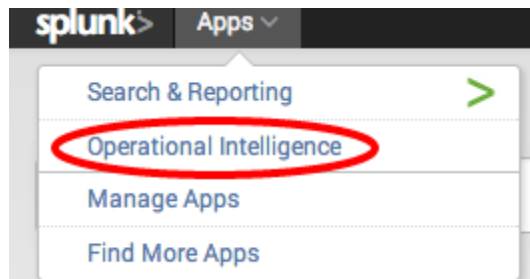 splunk> Apps
Search & Reporting >
Operational Intelligence
Manage Apps
Find More Apps